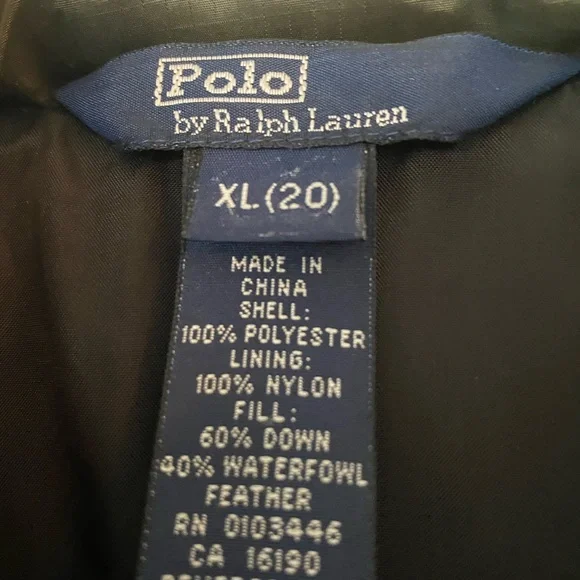 Polo
by Ralph Lauren
XL (20)
MADE IN
CHINA
SHELL:
100% POLYESTER
LINING:
100% NYLON
FILL:
60% DOWN
40% WATERFOWL
FEATHER
RN 0103446
CA 16190